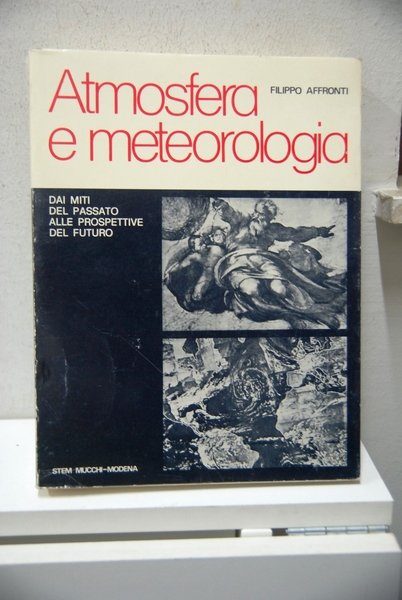 FILIPPO AFFRONTI
Atmosfera
e meteorologia
DAI MITI
DEL PASSATO
ALLE PROSPETTIVE
DEL FUTURO
STEM MUCCHI-MODENA